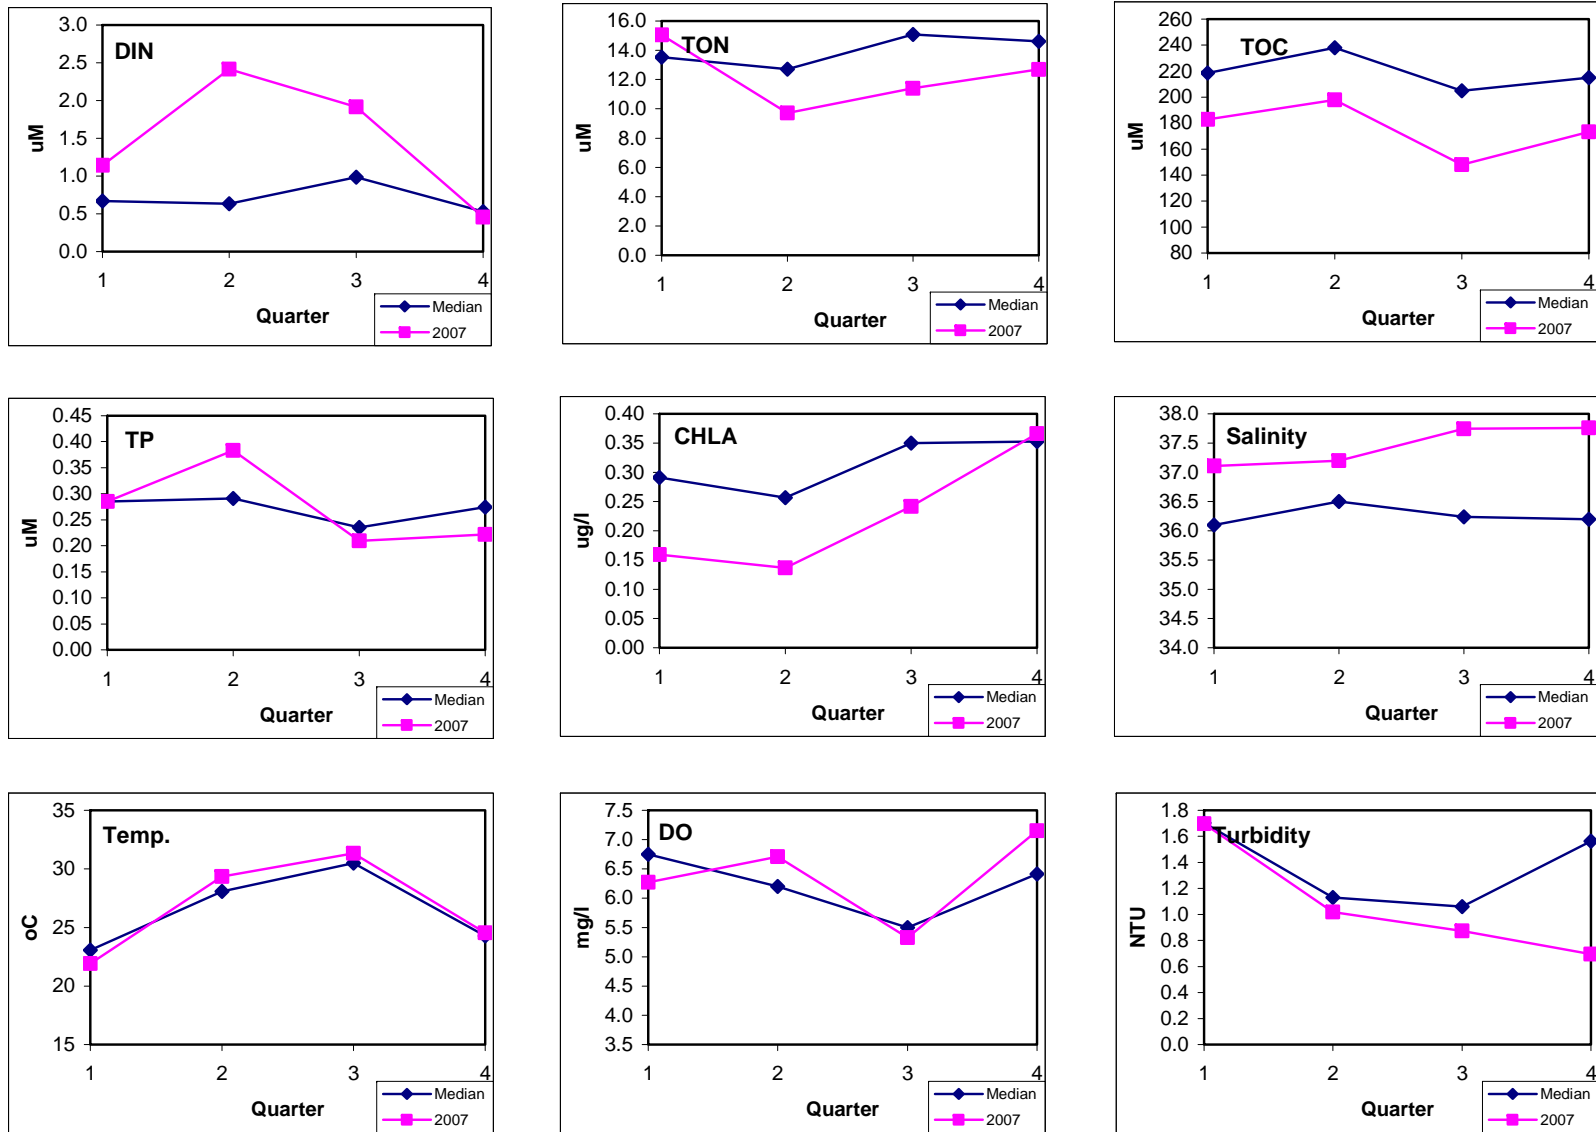 DIN
uM
3.0
2.5
2.0
1.5
1.0
0.5
0.0
1 2 3 4
Quarter
Median
2007
TON
uM
16.0
14.0
12.0
10.0
8.0
6.0
4.0
2.0
0.0
1 2 3 4
Quarter
Median
2007
TOC
uM
260
240
220
200
180
160
140
120
100
80
1 2 3 4
Quarter
Median
2007
TP
uM
0.45
0.40
0.35
0.30
0.25
0.20
0.15
0.10
0.05
0.00
1 2 3 4
Quarter
Median
2007
CHLA
ug/l
0.40
0.35
0.30
0.25
0.20
0.15
0.10
0.05
0.00
1 2 3 4
Quarter
Median
2007
Salinity
38.0
37.5
37.0
36.5
36.0
35.5
35.0
34.5
34.0
1 2 3 4
Quarter
Median
2007
Temp.
oC
35
30
25
20
15
1 2 3 4
Quarter
Median
2007
DO
mg/l
7.5
7.0
6.5
6.0
5.5
5.0
4.5
4.0
3.5
1 2 3 4
Quarter
Median
2007
Turbidity
NTU
1.8
1.6
1.4
1.2
1.0
0.8
0.6
0.4
0.2
0.0
1 2 3 4
Quarter
Median
2007